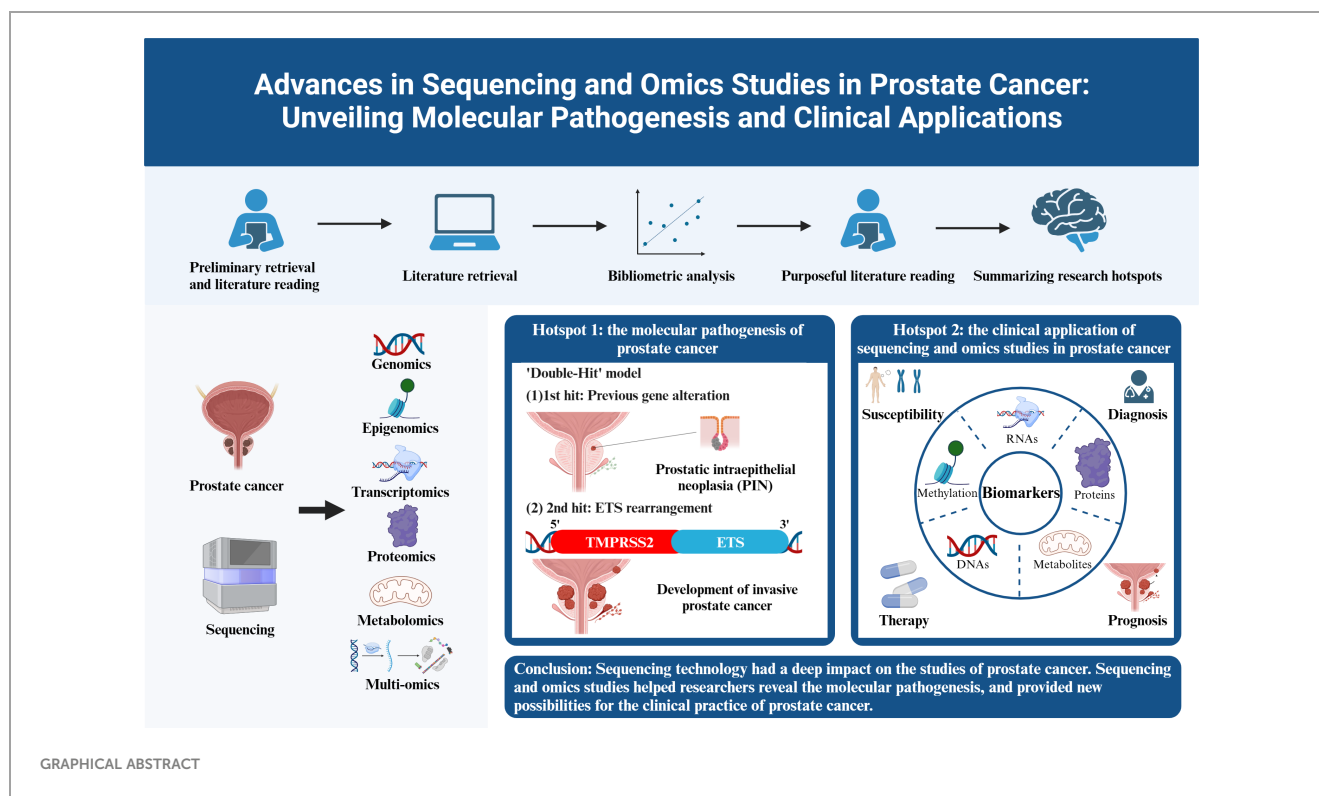 Advances in Sequencing and Omics Studies in Prostate Cancer:
Unveiling Molecular Pathogenesis and Clinical Applications
Preliminary retrieval
and literature reading
Literature retrieval
Bibliometric analysis
Purposeful literature reading
Summarizing research hotspots
Prostate cancer
Sequencing
Genomics
Epigenomics
Transcriptomics
Proteomics
Metabolomics
Multi-omics
Hotspot 1: the molecular pathogenesis of
prostate cancer
'Double-Hit' model
(1)1st hit: Previous gene alteration
Prostatic intraepithelial
neoplasia (PIN)
(2) 2nd hit: ETS rearrangement
5'
3'
TMPRSS2
ETS
Development of invasive
prostate cancer
Hotspot 2: the clinical application of
sequencing and omics studies in prostate cancer
Susceptibility
Diagnosis
RNAs
Methylation
Biomarkers
Proteins
DNAs
Metabolites
Therapy
Prognosis
Conclusion: Sequencing technology had a deep impact on the studies of prostate cancer. Sequencing
and omics studies helped researchers reveal the molecular pathogenesis, and provided new
possibilities for the clinical practice of prostate cancer.
GRAPHICAL ABSTRACT